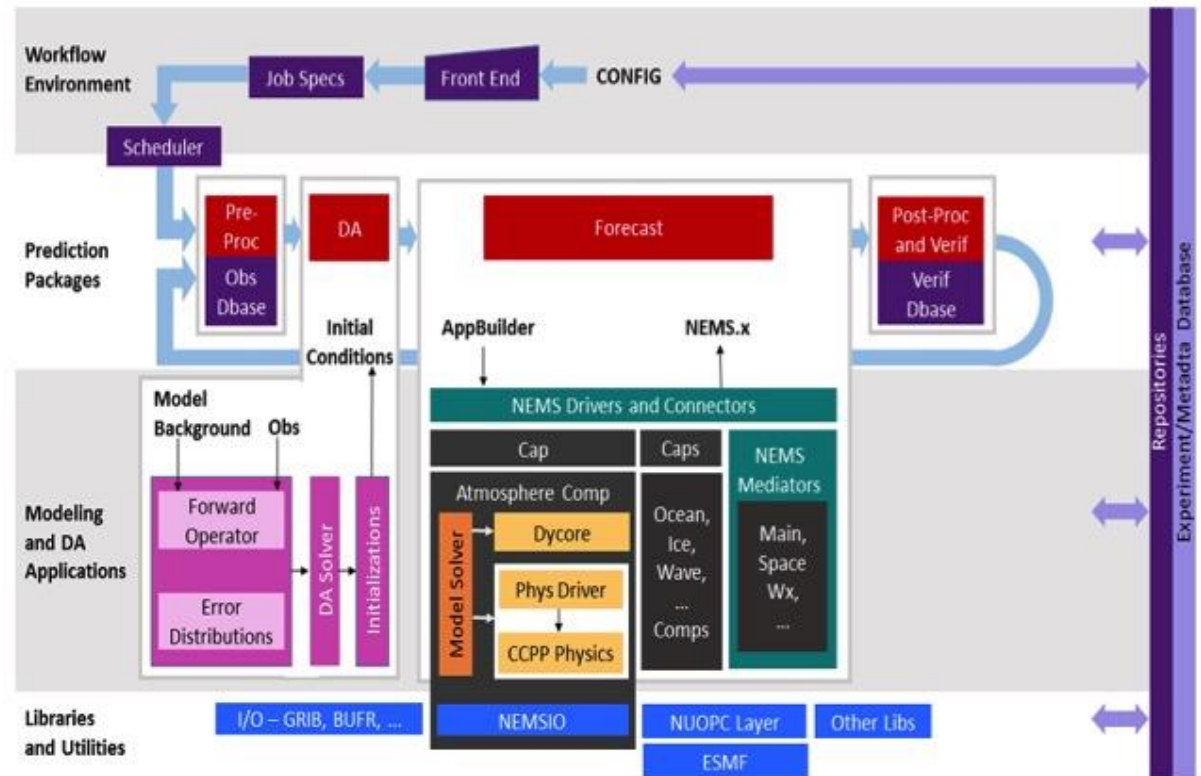 Workflow
Environment
Job Specs
Front End
CONFIG
Scheduler
Prediction
Packages
Pre-
Proc
Obs
Dbase
DA
Forecast
Post-Proc
and Verif
Verif
Dbase
Initial
Conditions
AppBuilder
NEMS.x
Modeling
and DA
Applications
Model
Background
Obs
Forward
Operator
Error
Distributions
DA Solver
Initializations
NEMS Drivers and Connectors
Cap
Caps
NEMS
Mediators
Atmosphere Comp
Model Solver
Dycore
Phys Driver
CCPP Physics
Ocean,
Ice,
Wave,
...
Comps
Main,
Space
Wx,
...
Libraries
and Utilities
I/O – GRIB, BUFR, ...
NEMSIO
NUOPC Layer
Other Libs
ESMF
Repositories
Experiment/Metadta Database